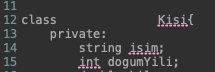 11
12 class Kisi{
13 private:
14 string isim;
15 int dogumYili;